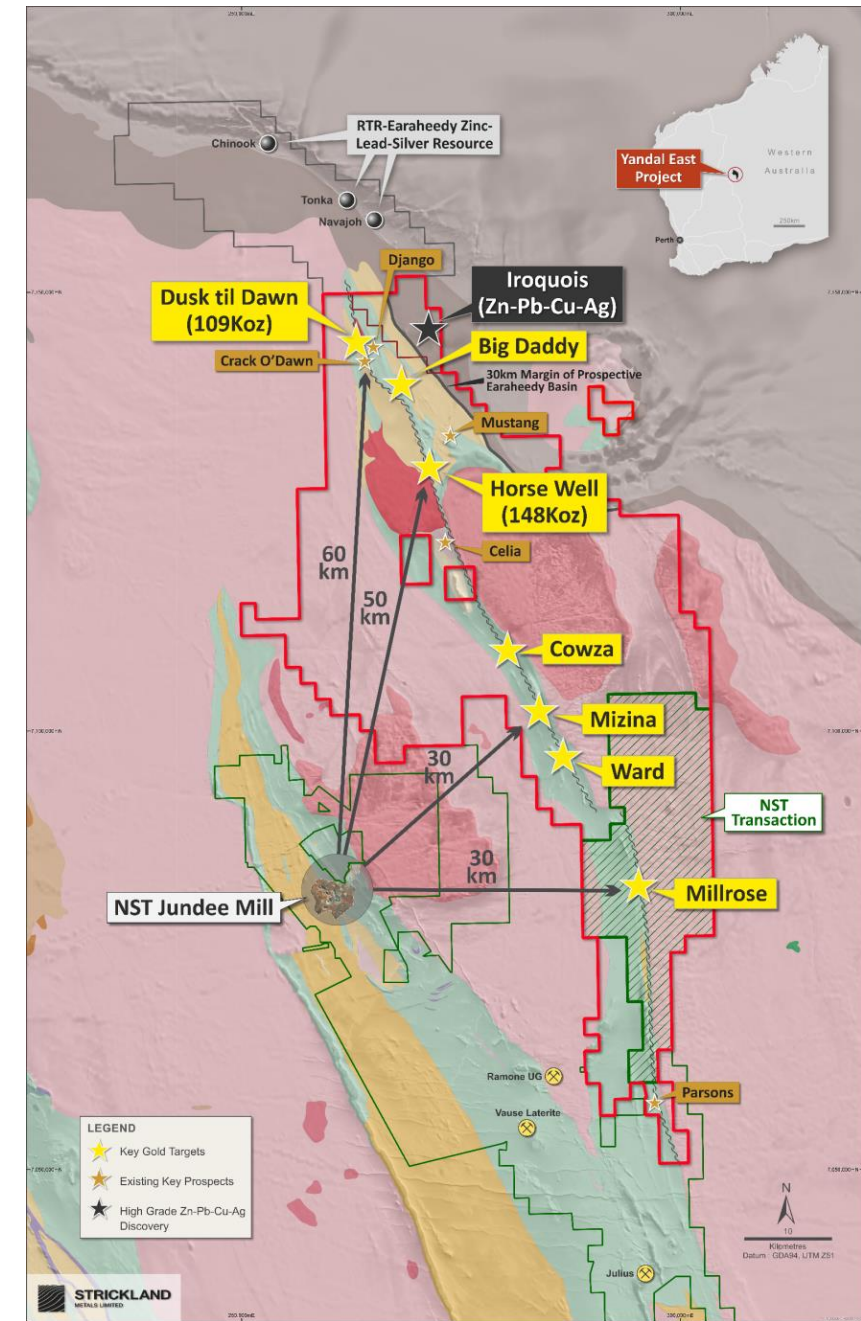 Chinook
RTR-Earaheedy Zinc-
Lead-Silver Resource
Tonka
Navajoh
Yandal East
Project
Western
Australia
250km
Perth
Django
Dusk til Dawn
(109Koz)
Iroquois
(Zn-Pb-Cu-Ag)
Crack O'Dawn
Big Daddy
30km Margin of Prospective
Earaheedy Basin
Mustang
Horse Well
(148Koz)
Celia
60
km
50
km
Cowza
Mizina
Ward
30
km
NST
Transaction
30
km
Millrose
NST Jundee Mill
Ramone UG
Parsons
Vause Laterite
LEGEND
Key Gold Targets
Existing Key Prospects
High Grade Zn-Pb-Cu-Ag
Discovery
N
10
Kilometres
Datum : GDA94, UTM Z51
Julius
STRICKLAND
METALS LIMITED